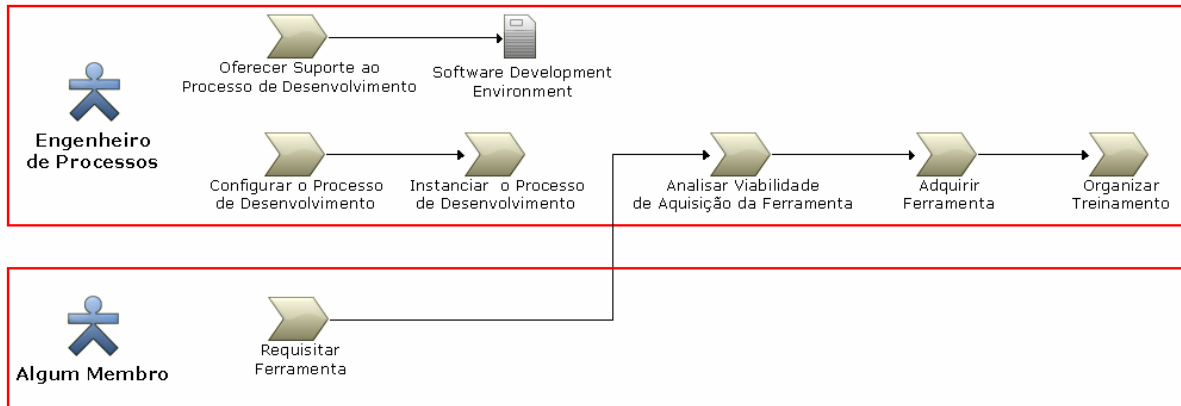 Oferecer Suporte ao
Processo de Desenvolvimento
Software Development
Environment
Engenheiro
de Processos
Configurar o Processo
de Desenvolvimento
Instanciar o Processo
de Desenvolvimento
Analisar Viabilidade
de Aquisição da Ferramenta
Adquirir
Ferramenta
Organizar
Treinamento
Algum Membro
Requisitar
Ferramenta